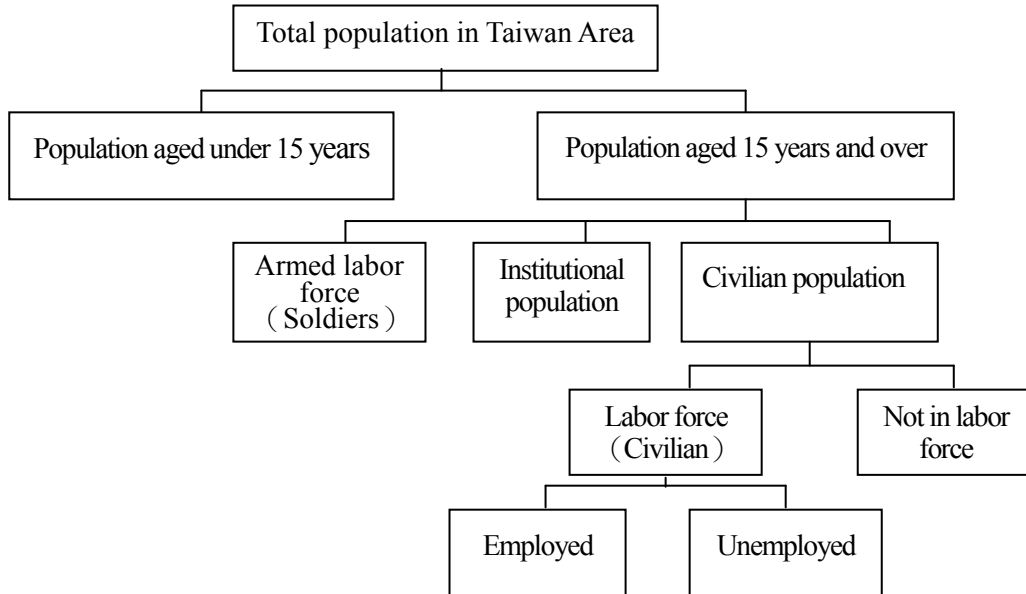 Total population in Taiwan Area
Population aged under 15 years
Population aged 15 years and over
Armed labor
force
（Soldiers）
Institutional
population
Civilian population
Labor force
（Civilian）
Not in labor
force
Employed
Unemployed